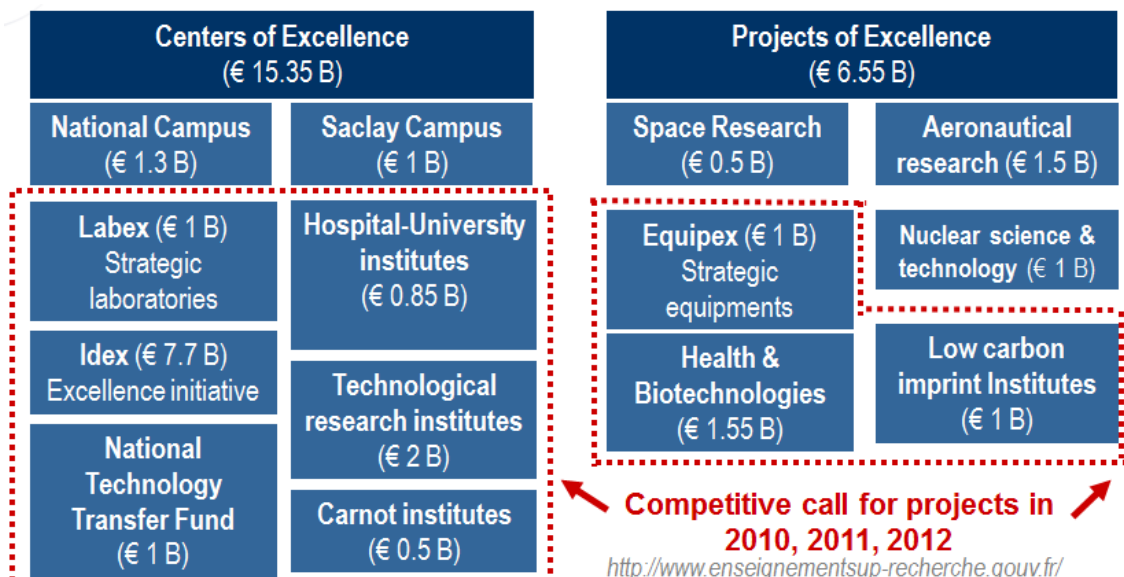 Centers of Excellence
(€ 15.35 B)
National Campus
(€ 1.3 B)
Saclay Campus
(€ 1 B)
Labex (€ 1 B)
Strategic
laboratories
Hospital-University
institutes
(€ 0.85 B)
Idex (€ 7.7 B)
Excellence initiative
Technological
research institutes
(€ 2 B)
National
Technology
Transfer Fund
(€ 1 B)
Carnot institutes
(€ 0.5 B)
Projects of Excellence
(€ 6.55 B)
Space Research
(€ 0.5 B)
Aeronautical
research (€ 1.5 B)
Equipex (€ 1 B)
Strategic
equipments
Nuclear science &
technology (€ 1 B)
Health &
Biotechnologies
(€ 1.55 B)
Low carbon
imprint Institutes
(€ 1 B)
Competitive call for projects in
2010, 2011, 2012
http://www.enseignementsup-recherche.gouv.fr/